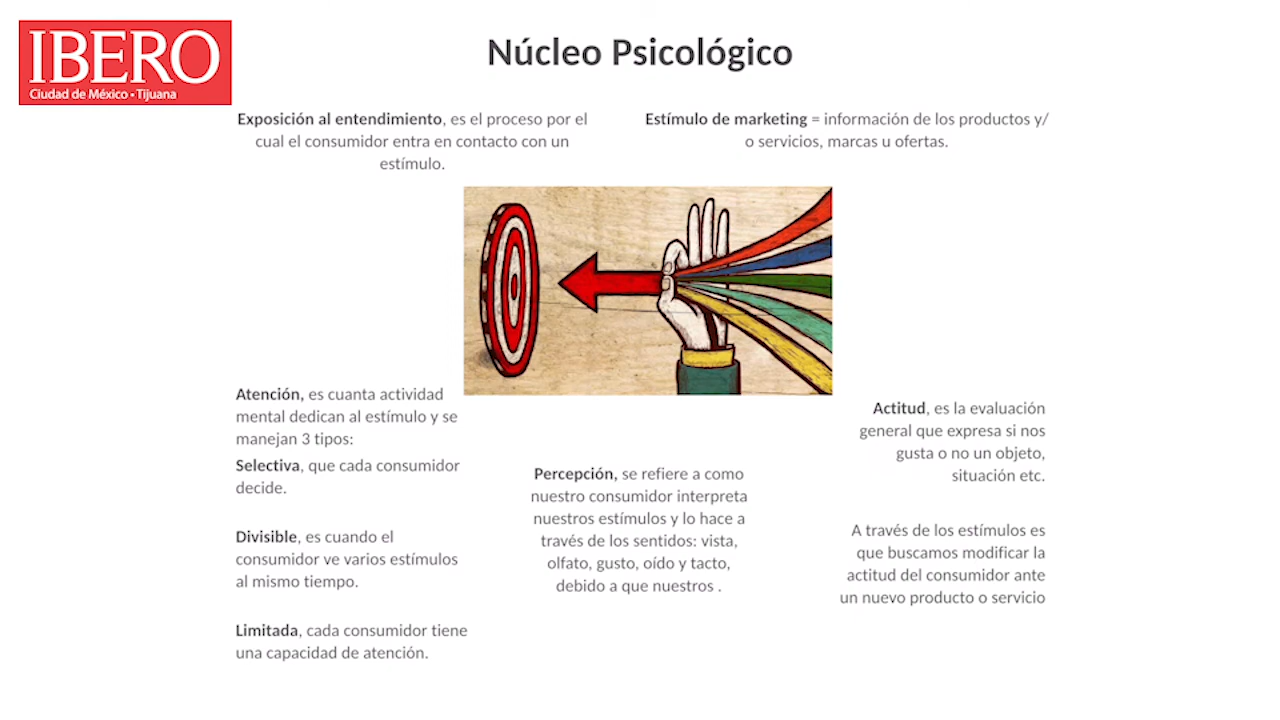 IBERO
Ciudad de México • Tijuana
Núcleo Psicológico
Exposición al entendimiento, es el proceso por el
cual el consumidor entra en contacto con un
estímulo.
Estímulo de marketing = información de los productos y/
o servicios, marcas u ofertas.
Atención, es cuanta actividad
mental dedican al estímulo y se
manejan 3 tipos:
Selectiva, que cada consumidor
decide.
Divisible, es cuando el
consumidor ve varios estímulos
al mismo tiempo.
Limitada, cada consumidor tiene
una capacidad de atención.
Percepción, se refiere a como
nuestro consumidor interpreta
nuestros estímulos y lo hace a
través de los sentidos: vista,
olfato, gusto, oído y tacto,
debido a que nuestros .
Actitud, es la evaluación
general que expresa si nos
gusta o no un objeto,
situación etc.
A través de los estímulos es
que buscamos modificar la
actitud del consumidor ante
un nuevo producto o servicio